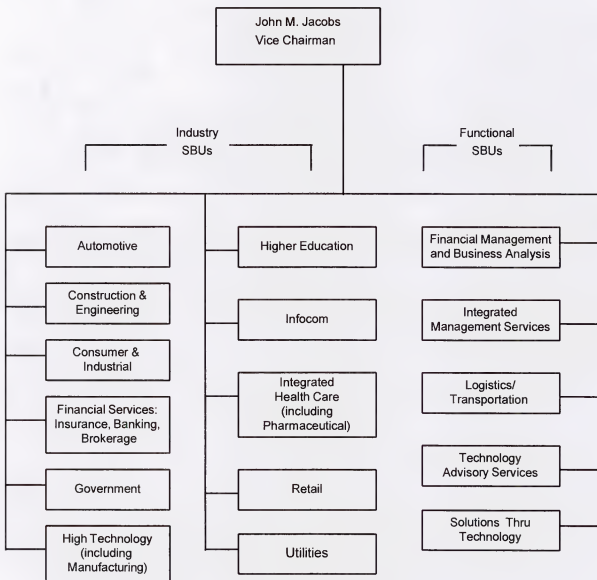 John M. Jacobs
Vice Chairman
Industry
SBUs
Functional
SBUs
Automotive
Construction &
Engineering
Consumer &
Industrial
Financial Services:
Insurance, Banking,
Brokerage
Government
High Technology
(including
Manufacturing)
Higher Education
Infocom
Integrated
Health Care
(including
Pharmaceutical)
Retail
Utilities
Financial Management
and Business Analysis
Integrated
Management Services
Logistics/
Transportation
Technology
Advisory Services
Solutions Thru
Technology